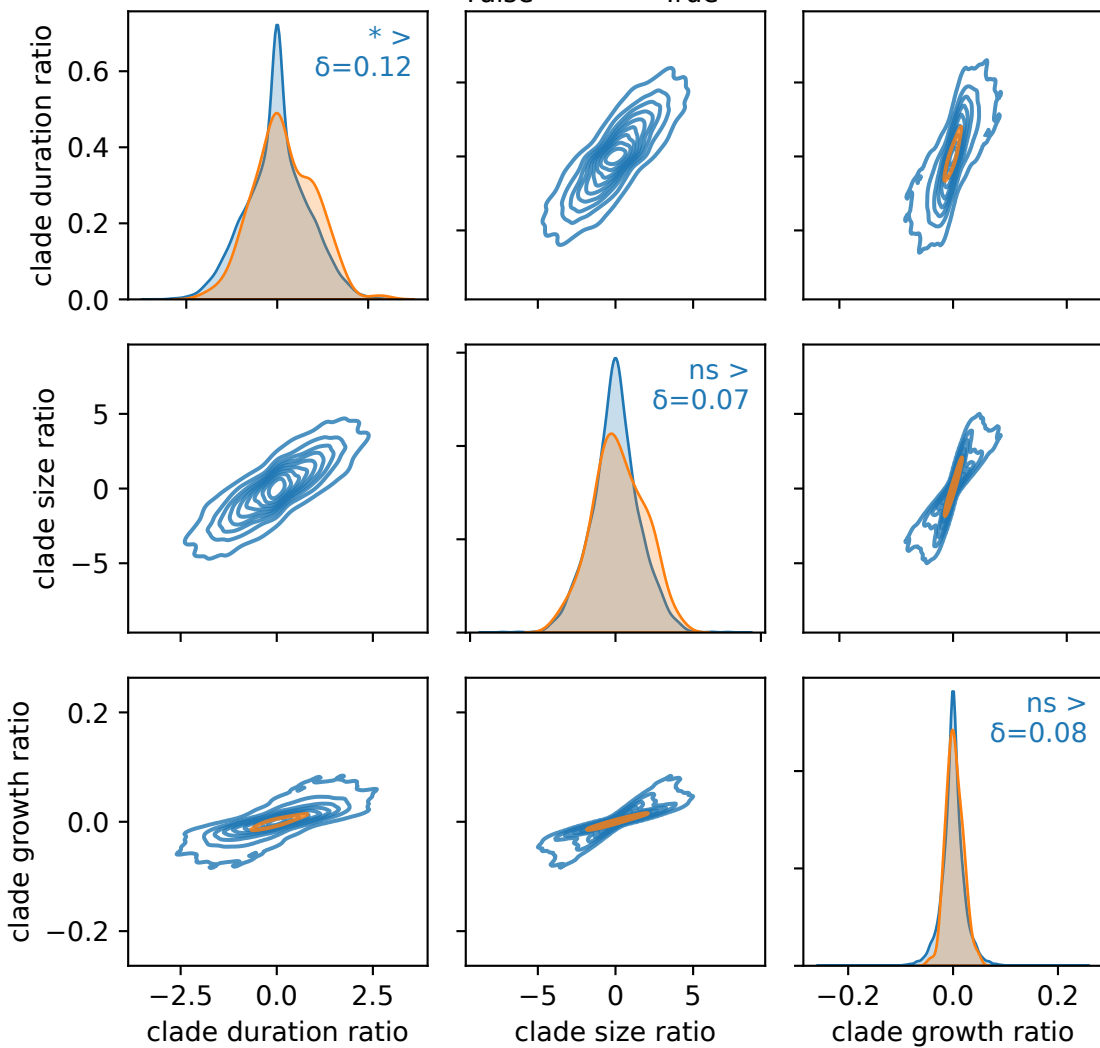 clade duration ratio
0.6
0.4
0.2
0.0
* >
δ=0.12
clade size ratio
5
0
−5
ns >
δ=0.07
clade growth ratio
0.2
0.0
−0.2
ns >
δ=0.08
−2.5 0.0 2.5
−5 0 5
−0.2 0.0 0.2
clade duration ratio
clade size ratio
clade growth ratio